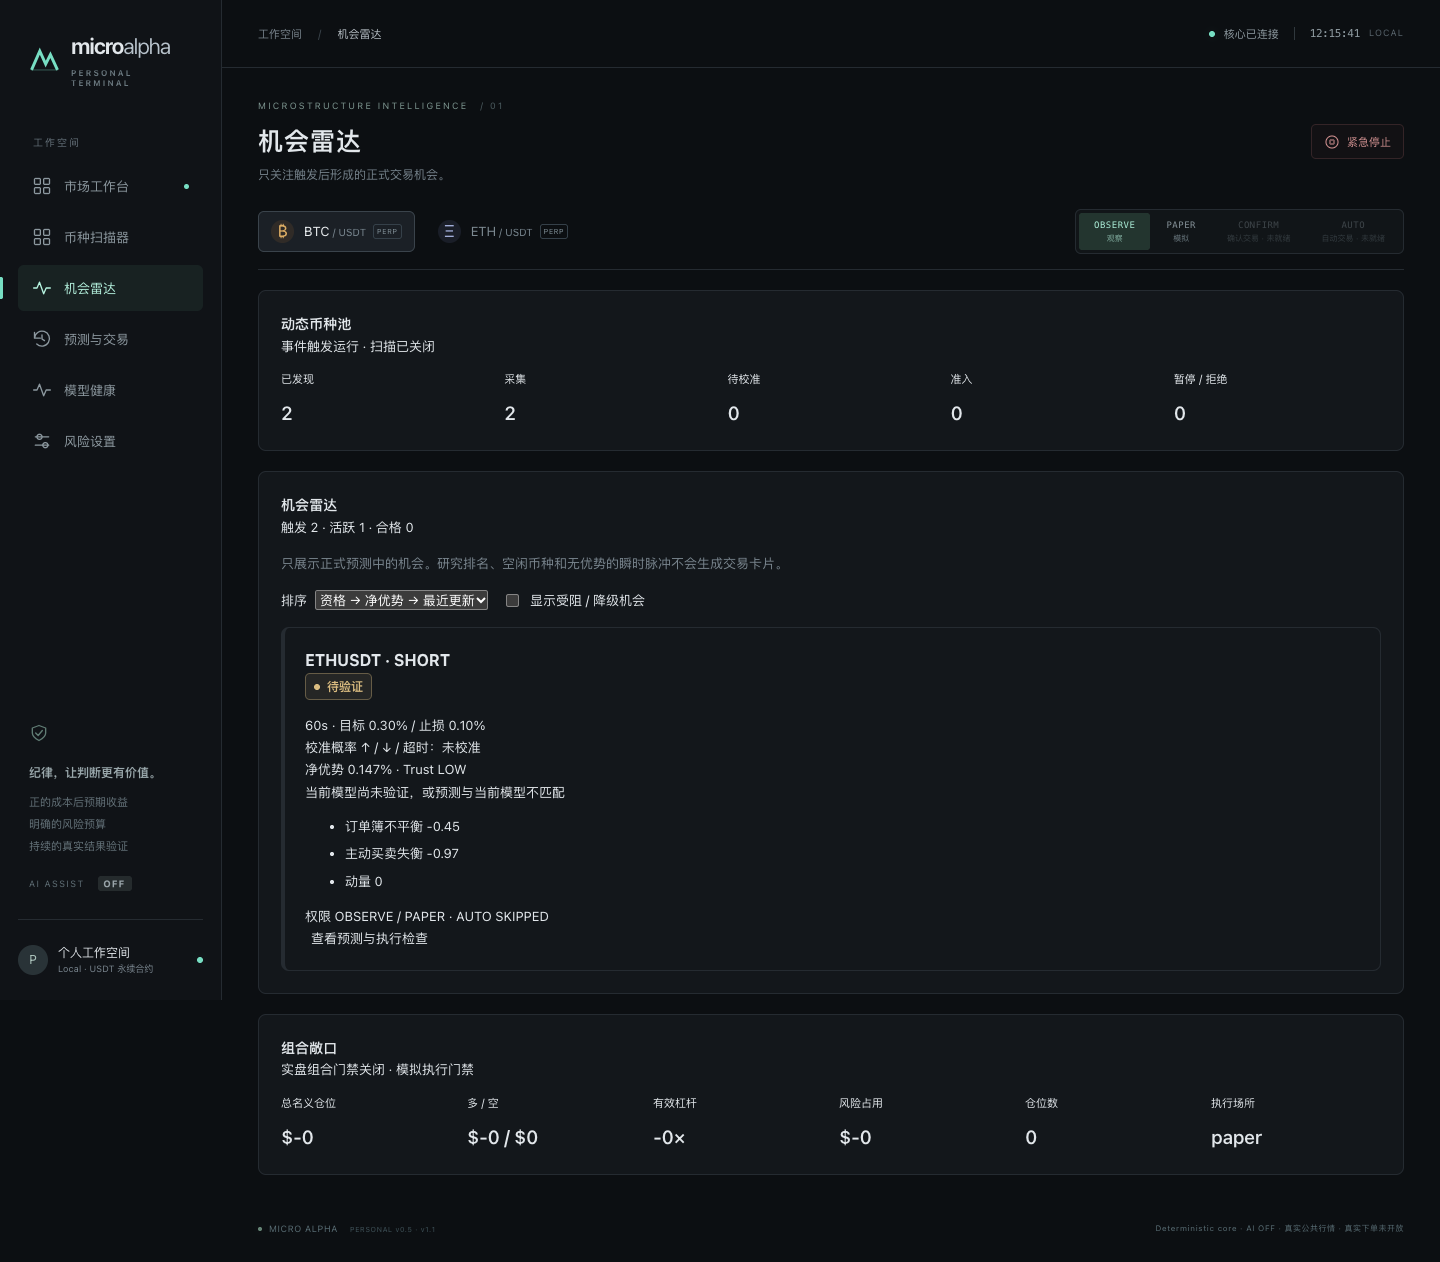 microalpha
PERSONAL
TERMINAL
工作空间
市场工作台
币种扫描器
机会雷达
预测与交易
模型健康
风险设置
纪律，让判断更有价值。
正的成本后预期收益
明确的风险预算
持续的真实结果验证
AI ASSIST OFF
P
个人工作空间
Local · USDT 永续合约
工作空间 / 机会雷达
核心已连接
12:15:41 LOCAL
MICROSTRUCTURE INTELLIGENCE / 01
机会雷达
只关注触发后形成的正式交易机会。
紧急停止
BTC / USDT PERP
ETH / USDT PERP
OBSERVE
观察
PAPER
模拟
CONFIRM
确认交易 · 未就绪
AUTO
自动交易 · 未就绪
动态币种池
事件触发运行 · 扫描已关闭
已发现 采集 待校准 准入 暂停 / 拒绝
2 2 0 0 0
机会雷达
触发 2 · 活跃 1 · 合格 0
只展示正式预测中的机会。研究排名、空闲币种和无优势的瞬时脉冲不会生成交易卡片。
排序 资格 → 净优势 → 最近更新 显示受阻 / 降级机会
ETHUSDT · SHORT
待验证
60s · 目标 0.30% / 止损 0.10%
校准概率 ↑ / ↓ / 超时：未校准
净优势 0.147% · Trust LOW
当前模型尚未验证，或预测与当前模型不匹配
• 订单簿不平衡 -0.45
• 主动买卖失衡 -0.97
• 动量 0
权限 OBSERVE / PAPER · AUTO SKIPPED
查看预测与执行检查
组合敞口
实盘组合门禁关闭 · 模拟执行门禁
总名义仓位 多 / 空 有效杠杆 风险占用 仓位数 执行场所
$-0 $-0 / $0 -0× $-0 0 paper
MICRO ALPHA PERSONAL v0.5 · v1.1
Deterministic core · AI OFF · 真实公共行情 · 真实下单未开放